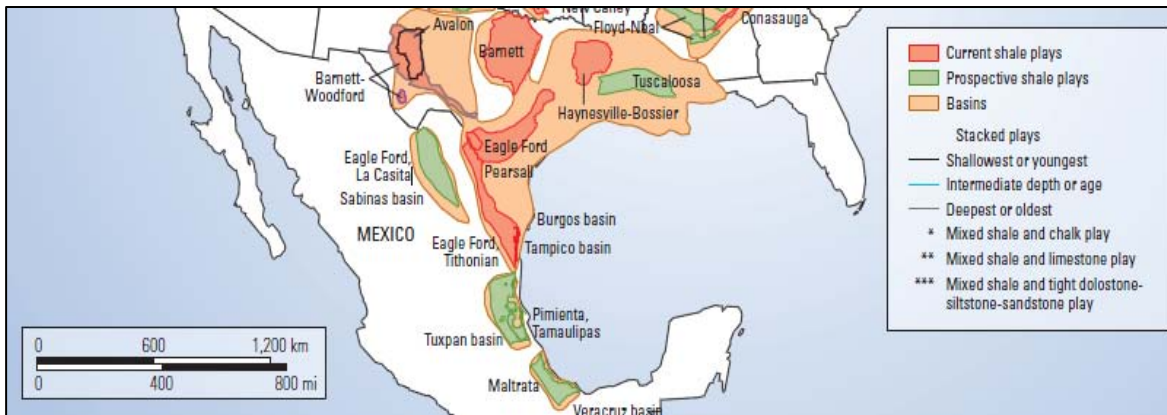 New Caney
Floyd-Neal
Conasauga
Avalon
Barnett
Barnett-
Woodford
Tuscaloosa
Haynesville-Bossier
Eagle Ford
Pearsall
Eagle Ford,
La Casita
Sabinas basin
MEXICO
Burgos basin
Eagle Ford,
Tithonian
Tampico basin
Pimienta,
Tamaulipas
Tuxpan basin
Maltrata
Veracruz basin
Current shale plays
Prospective shale plays
Basins
Stacked plays
Shallowest or youngest
Intermediate depth or age
Deepest or oldest
* Mixed shale and chalk play
** Mixed shale and limestone play
*** Mixed shale and tight dolostone-
siltstone-sandstone play
0 600 1,200 km
0 400 800 mi